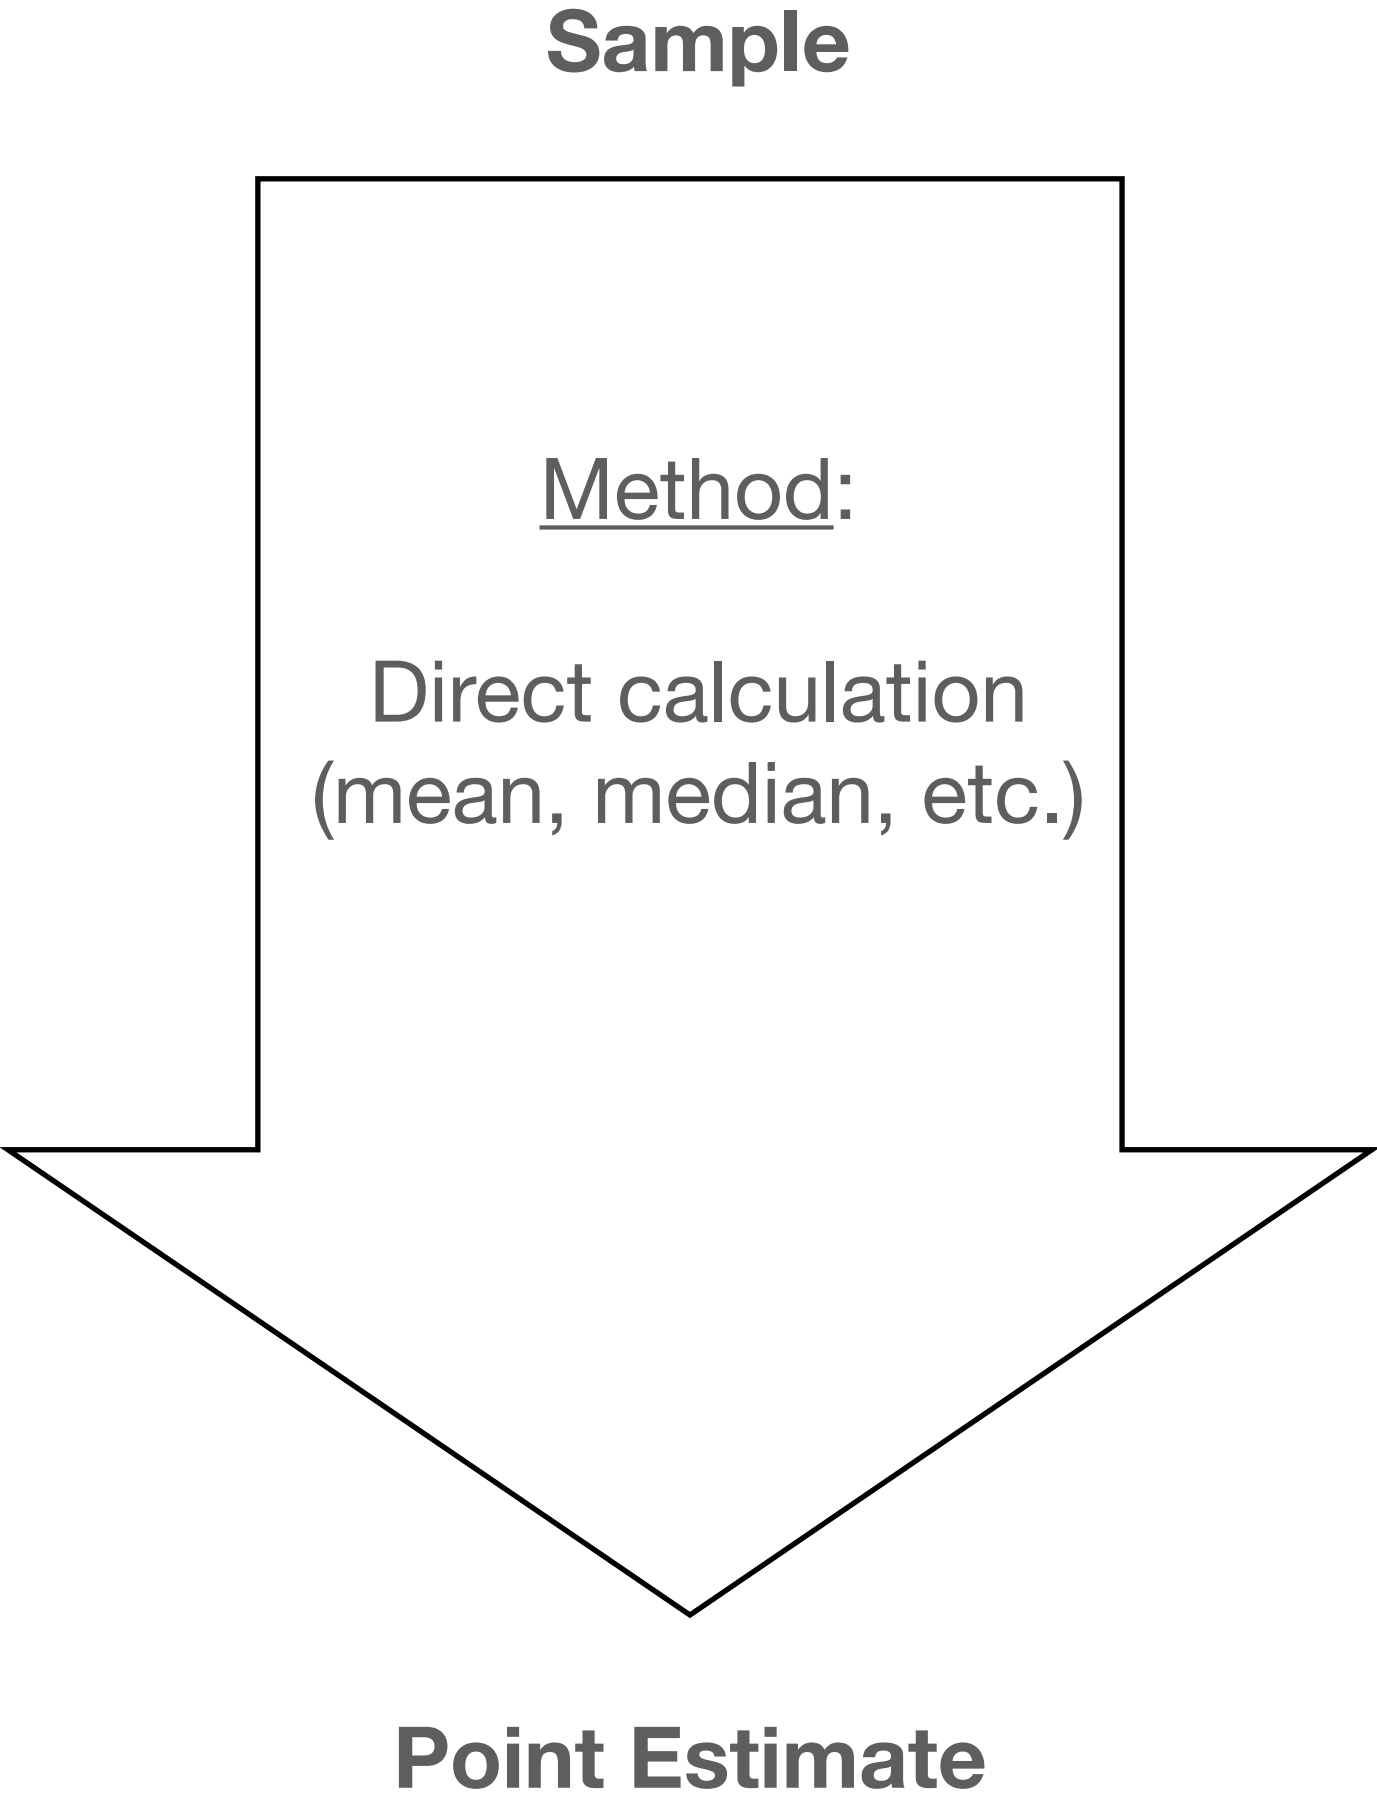 Sample
Method:
Direct calculation
(mean, median, etc.)
Point Estimate